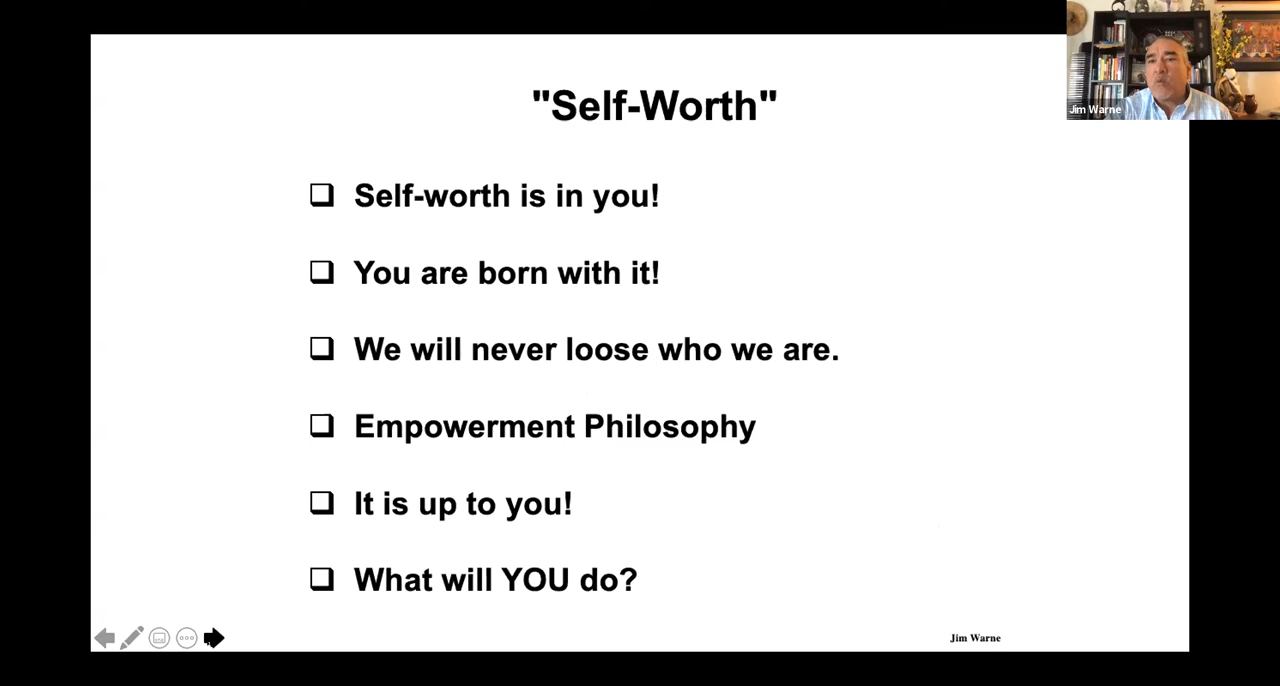 "Self-Worth"
Jim Warne
❑ Self-worth is in you!
❑ You are born with it!
❑ We will never loose who we are.
❑ Empowerment Philosophy
❑ It is up to you!
❑ What will YOU do?
Jim Warne